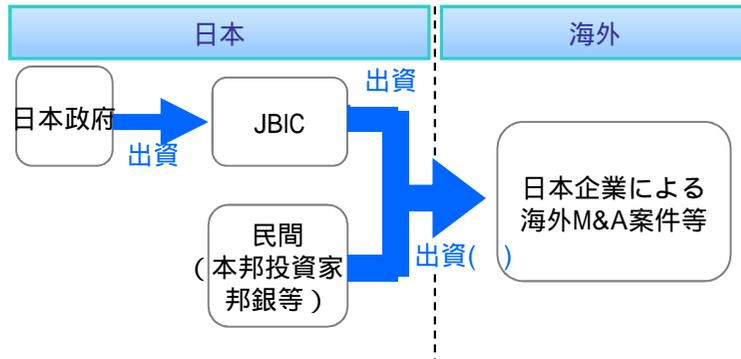 日本
海外
出資
日本政府
出資
JBIC
民間
(本邦投資家
邦銀等)
出資( )
日本企業による
海外M&A案件等